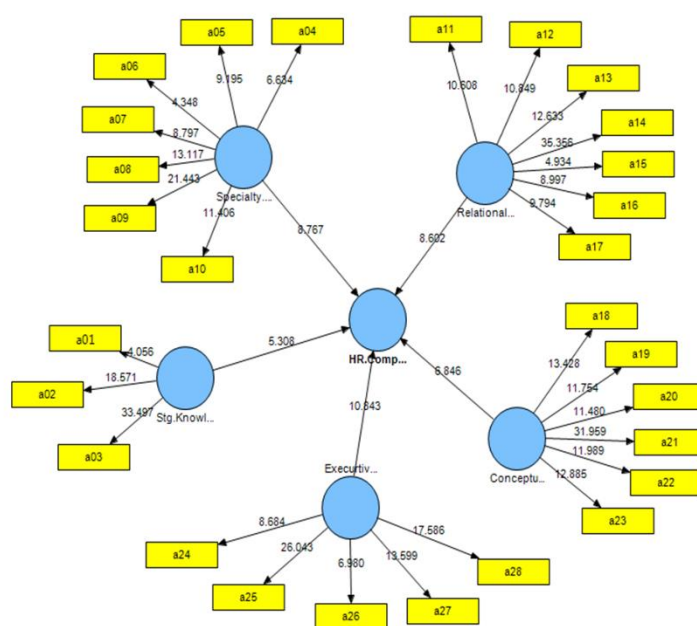 a05
a04
a06
9.195
6.634
4.348
a07
8.797
a08
13.117
21.443
a09
Specialty....
11.406
a10
8.767
a11
a12
10.608
10.849
a13
12.633
a14
35.356
4.934
a15
8.997
a16
Relational...
9.794
a17
8.602
HR.Comp...
a01
4.056
5.308
a02
18.571
33.497
Stg.Knowl...
a03
6.846
a18
13.428
a19
11.754
a20
11.480
31.959
a21
11.989
a22
Conceptu...
12.885
a23
10.843
Execurtiv...
8.684
a24
17.586
26.043
13.599
6.980
a28
a25
a27
a26